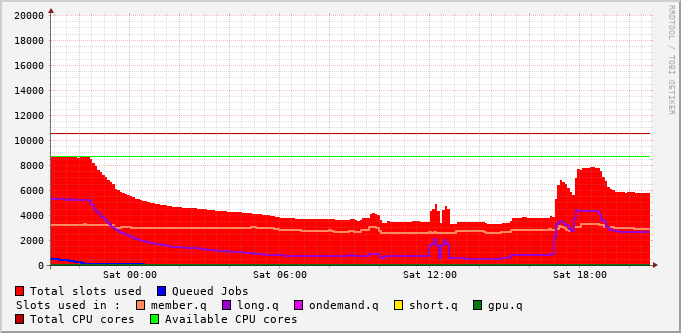 20000
18000
16000
14000
12000
10000
8000
6000
4000
2000
0
Sat 00:00 Sat 06:00 Sat 12:00 Sat 18:00
Total slots used Queued Jobs
Slots used in : member.q long.q ondemand.q short.q gpu.q
Total CPU cores Available CPU cores
RRDTOOL / TOBI OETIKER